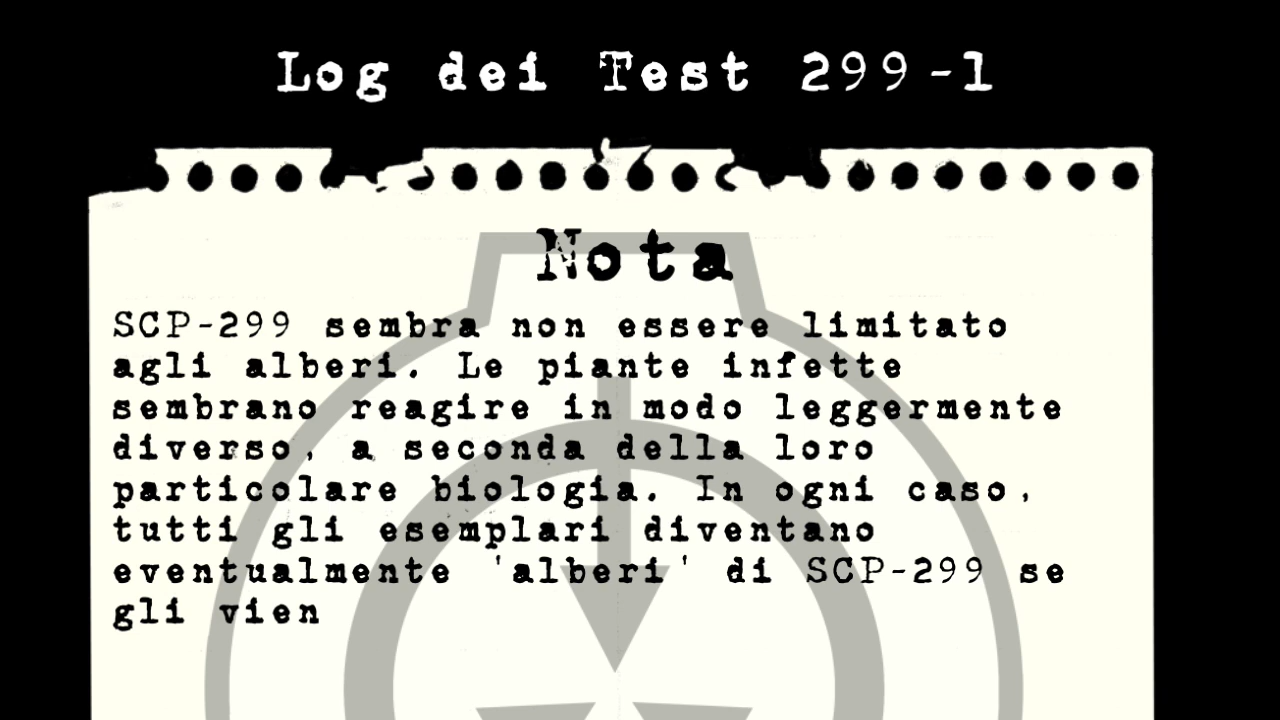 Log dei Test 299-1
Nota
SCP-299 sembra non essere limitato
agli alberi. Le piante infette
sembrano reagire in modo leggermente
diverso, a seconda della loro
particolare biologia. In ogni caso,
tutti gli esemplari diventano
eventualmente 'alberi' di SCP-299 se
gli vien